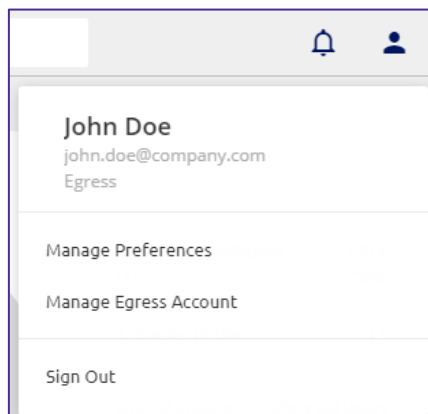 John Doe
john.doe@company.com
Egress
Manage Preferences
Manage Egress Account
Sign Out